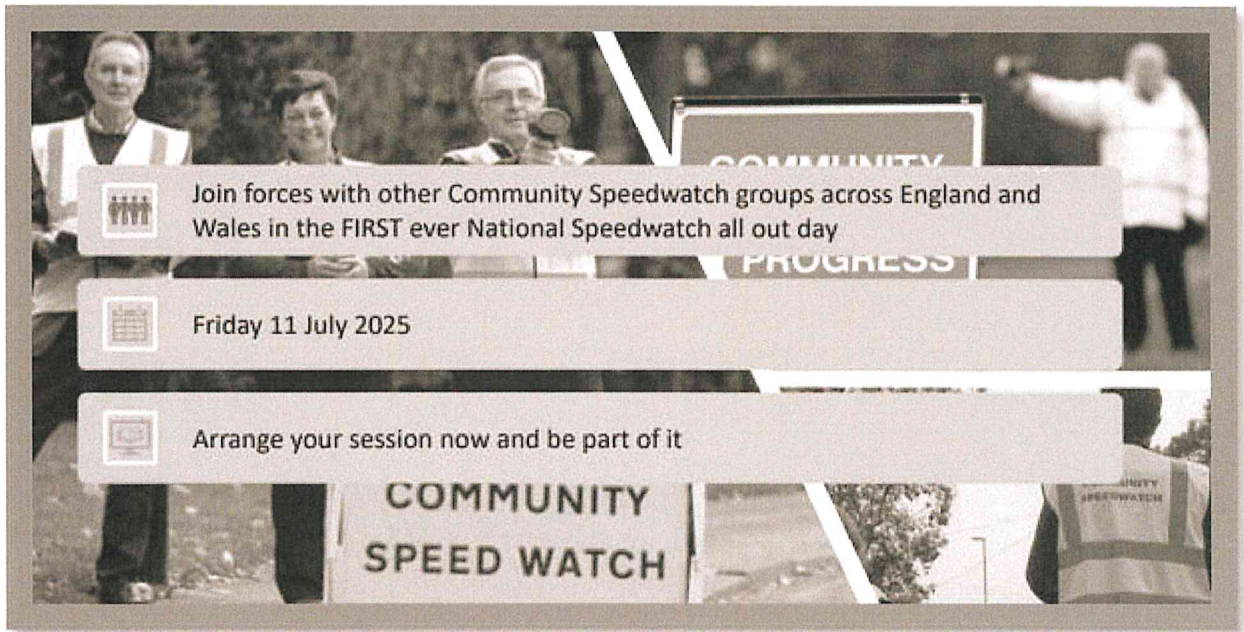 COMMUNITY
PROGRESS
Join forces with other Community Speedwatch groups across England and
Wales in the FIRST ever National Speedwatch all out day
Friday 11 July 2025
Arrange your session now and be part of it
COMMUNITY
SPEED WATCH
COMMUNITY
SPEEDWATCH